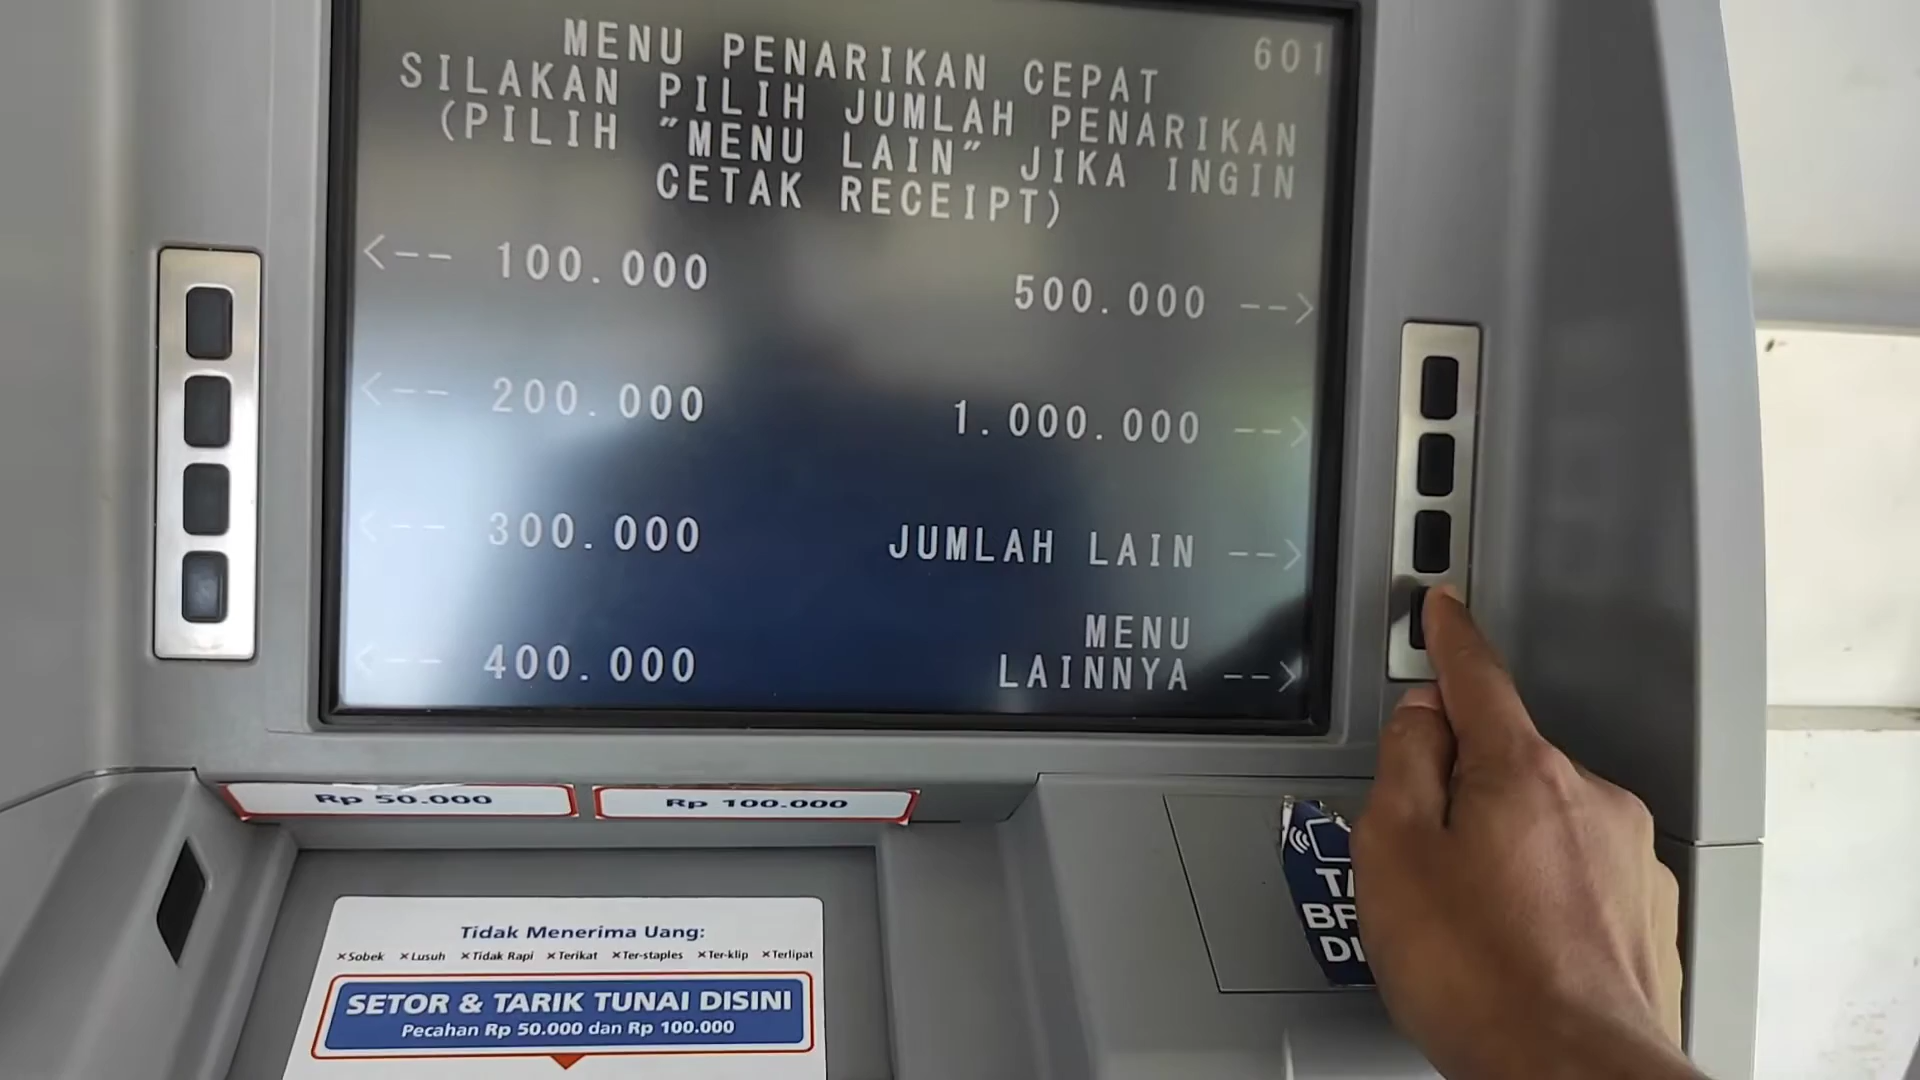 601
MENU PENARIKAN CEPAT
SILAKAN PILIH JUMLAH PENARIKAN
(PILIH "MENU LAIN" JIKA INGIN
CETAK RECEIPT)
<-- 100.000
500.000 -->
<-- 200.000
1.000.000 -->
<-- 300.000
JUMLAH LAIN -->
<-- 400.000
MENU
LAINNYA -->
Rp 50.000
Rp 100.000
Tidak Menerima Uang:
×Sobek ×Lusuh ×Tidak Rapi ×Terikat ×Ter-staples ×Ter-klip ×Terlipat
SETOR & TARIK TUNAI DISINI
Pecahan Rp 50.000 dan Rp 100.000